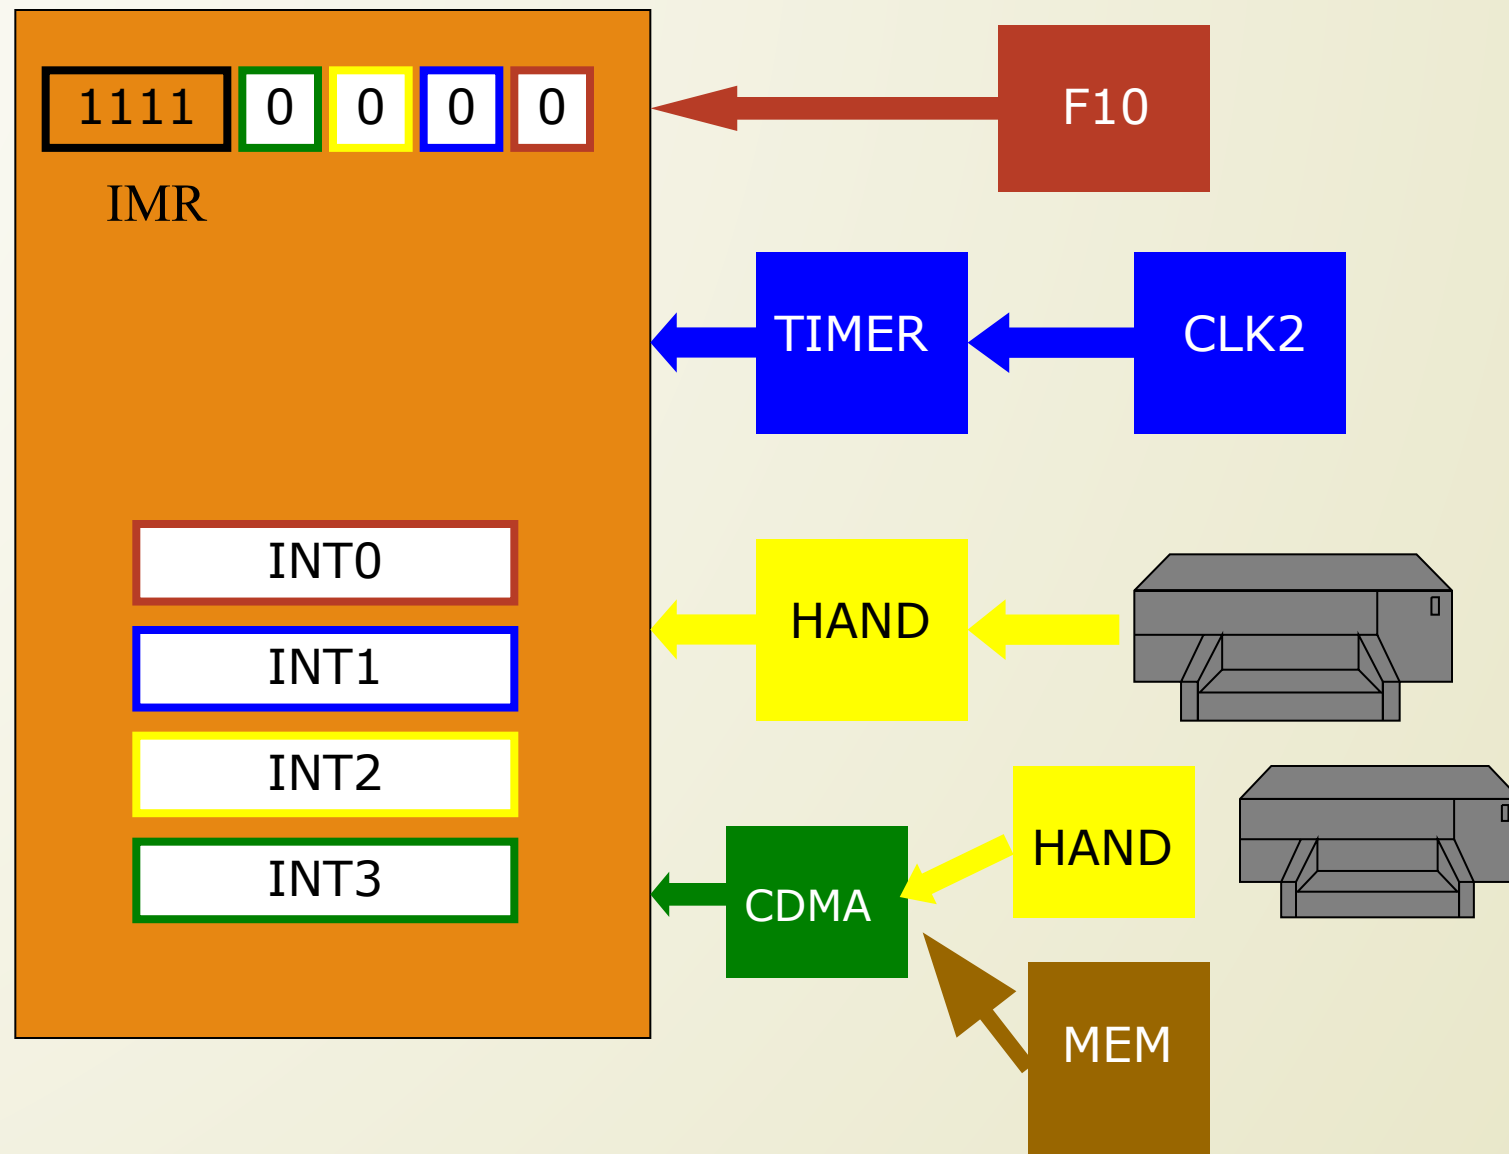 1111 0 0 0 0
IMR
F10
TIMER
CLK2
INT0
INT1
INT2
INT3
HAND
HAND
CDMA
MEM